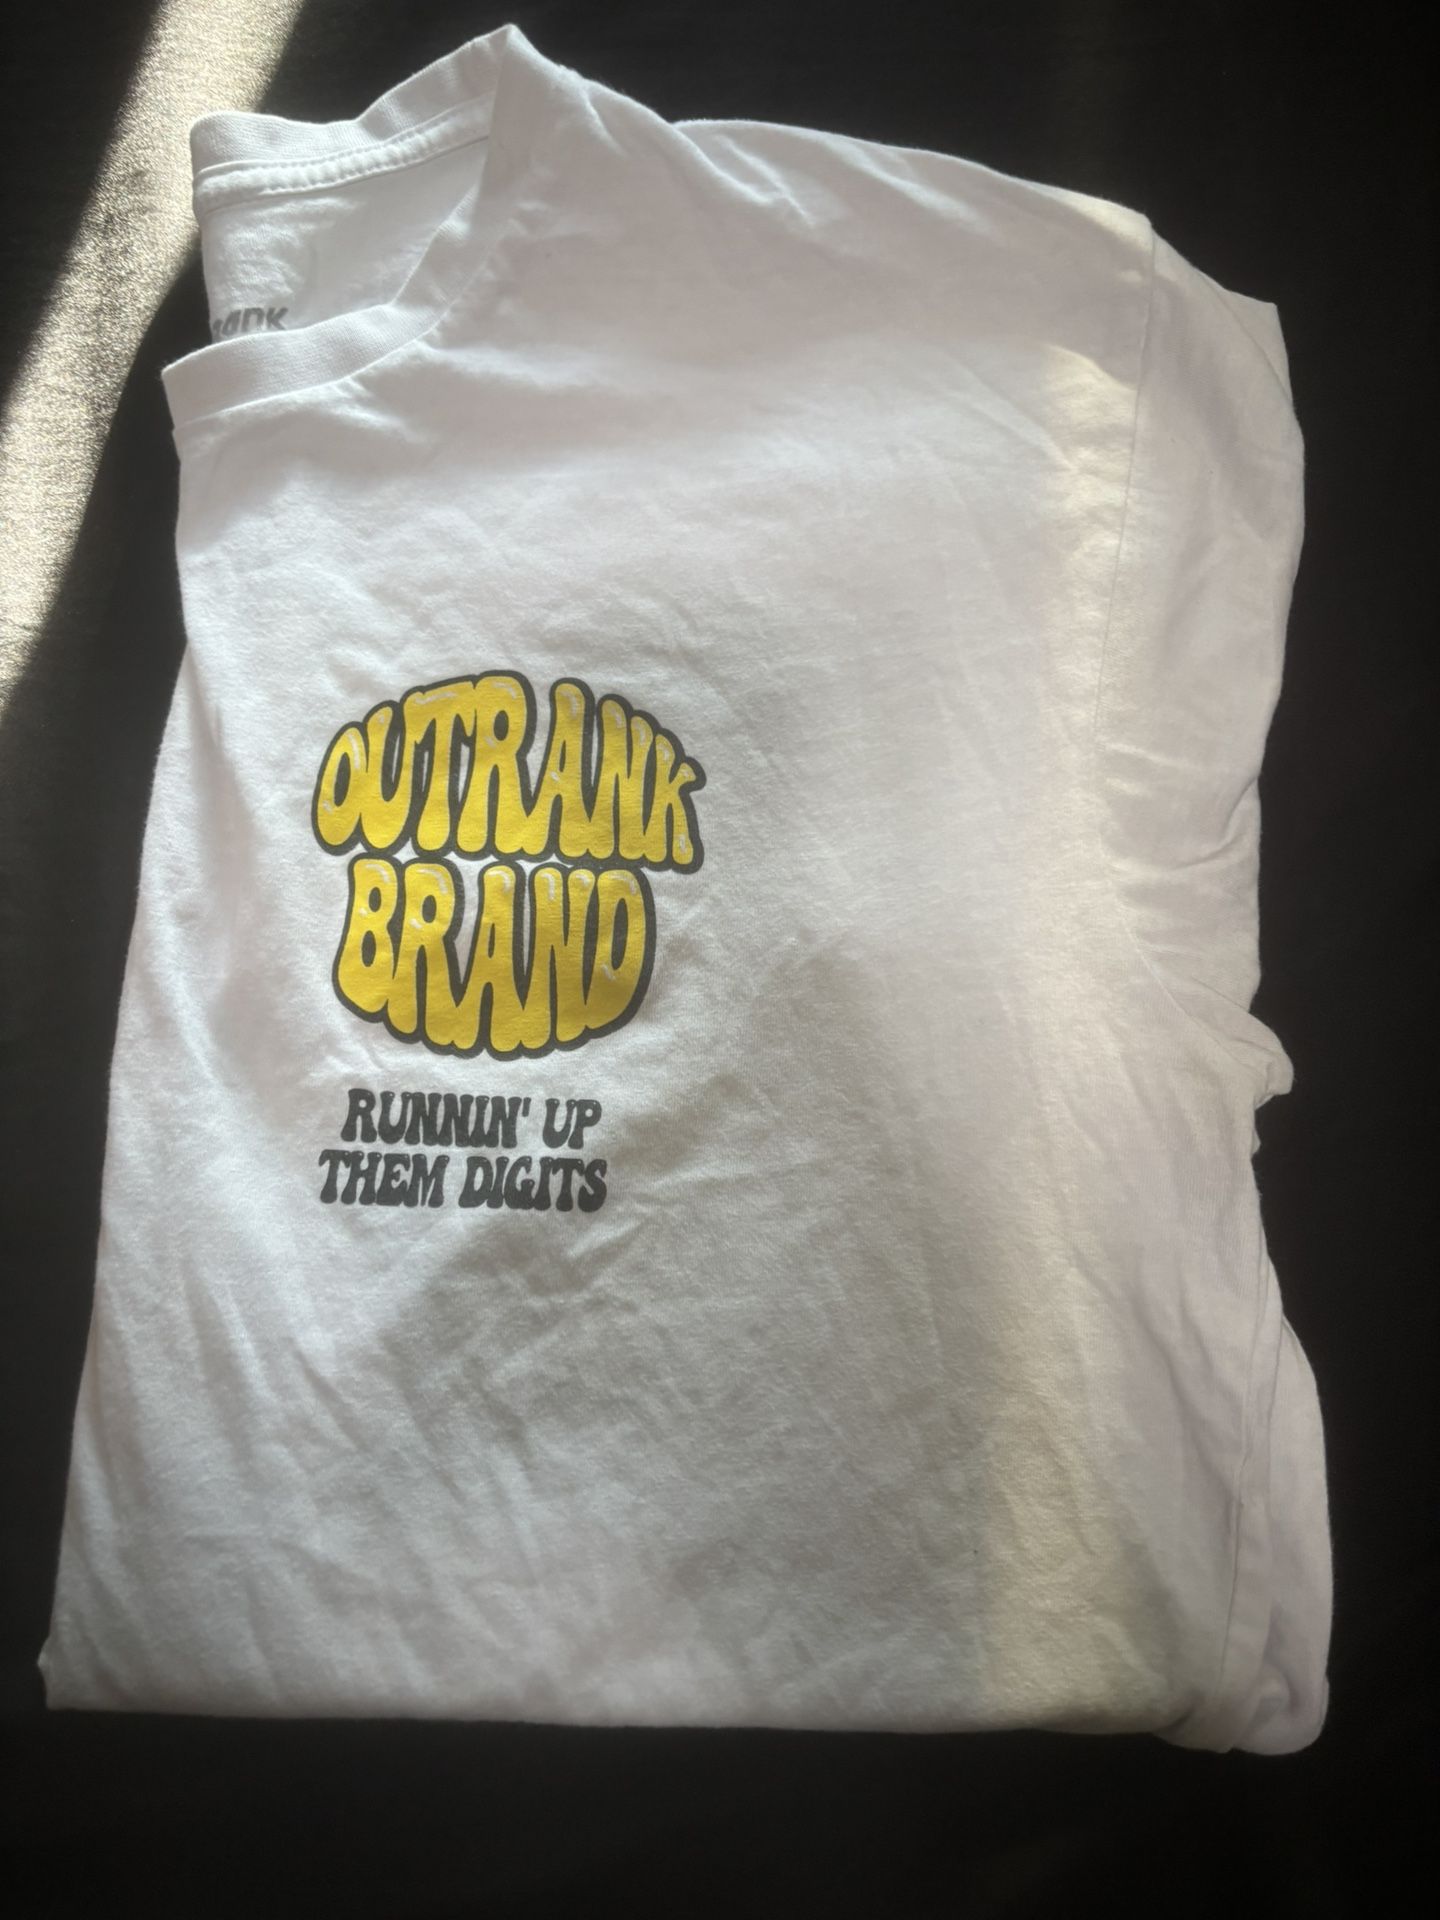 OUTRANK
BRAND
RUNNIN' UP
THEM DIGITS